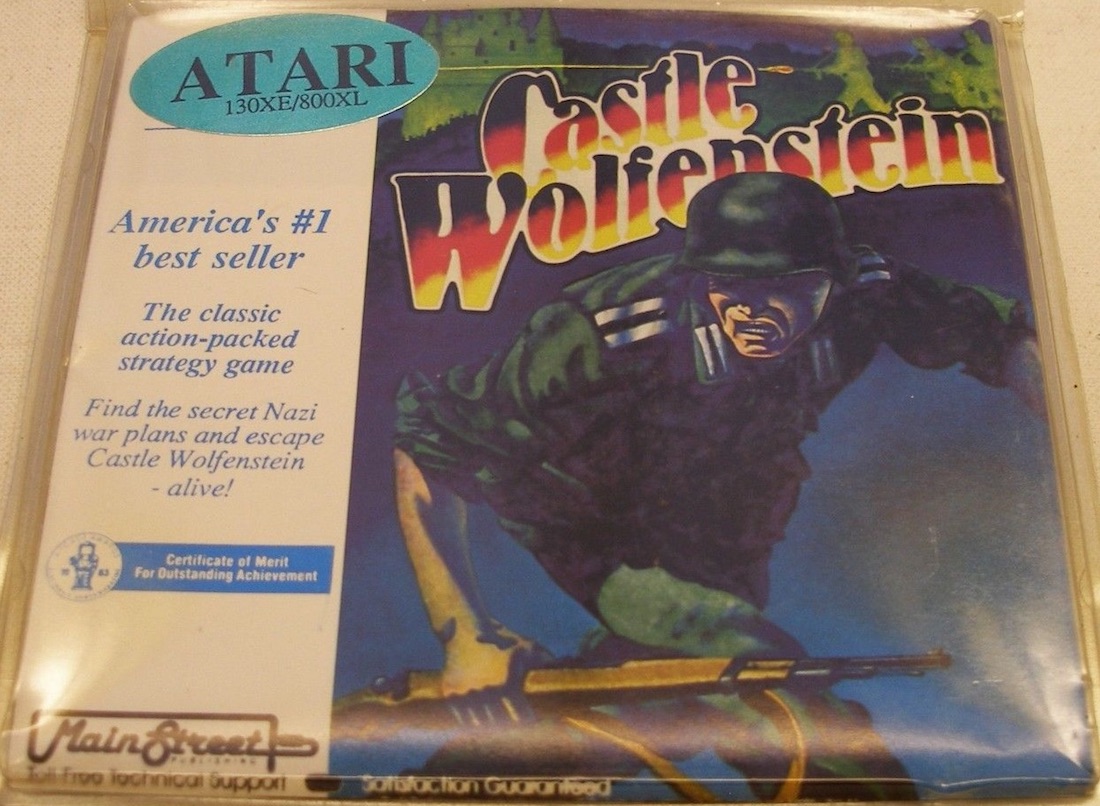 ATARI
130XE/800XL
Castle
Wolfenstein
America's #1
best seller
The classic
action-packed
strategy game
Find the secret Nazi
war plans and escape
Castle Wolfenstein
- alive!
Certificate of Merit
For Outstanding Achievement
MainStreet
PUBLISHING
Toll Free Technical Support
Satisfaction Guaranteed